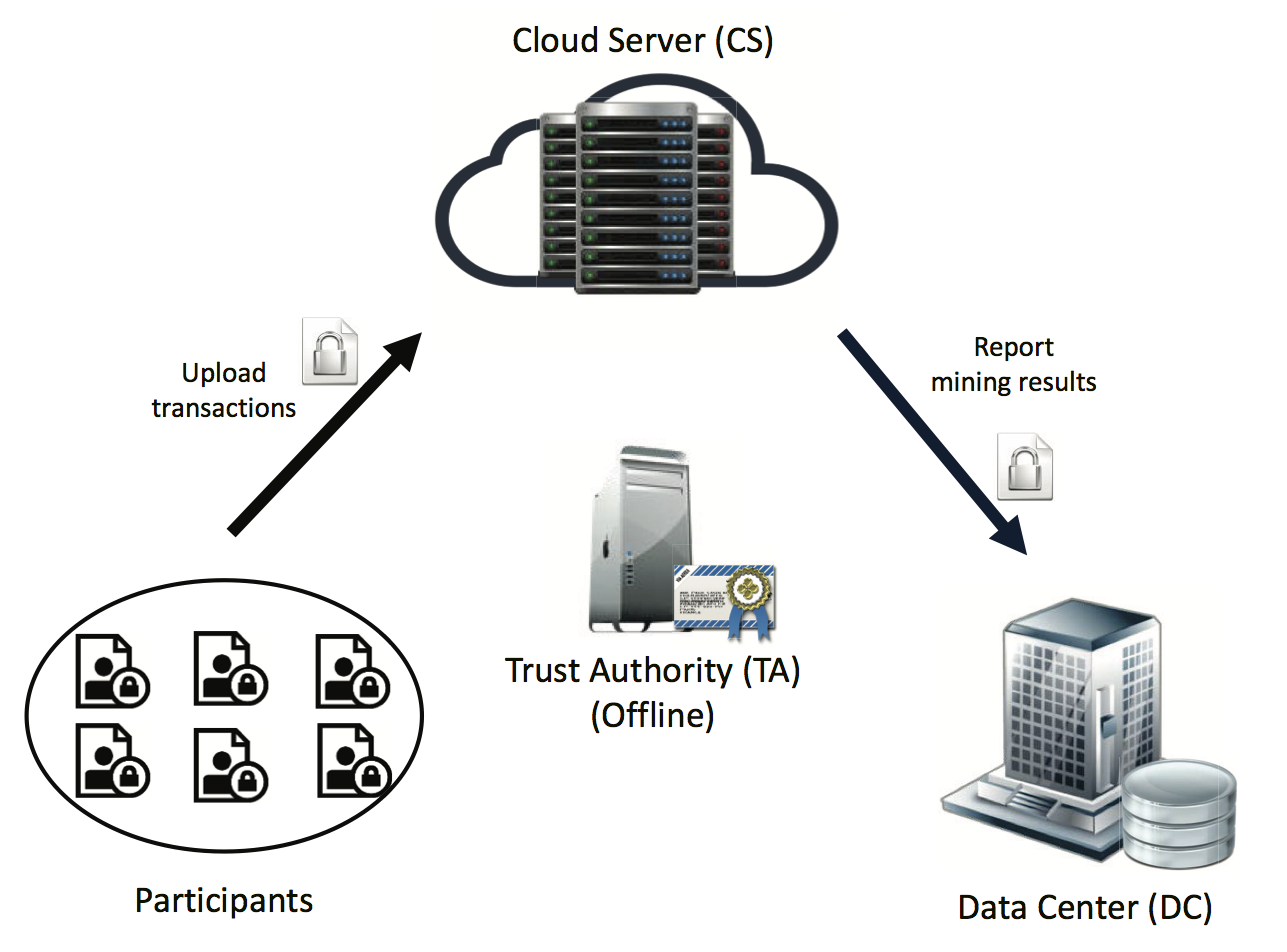 Cloud Server (CS)
Upload
transactions
Report
mining results
Trust Authority (TA)
(Offline)
Participants
Data Center (DC)